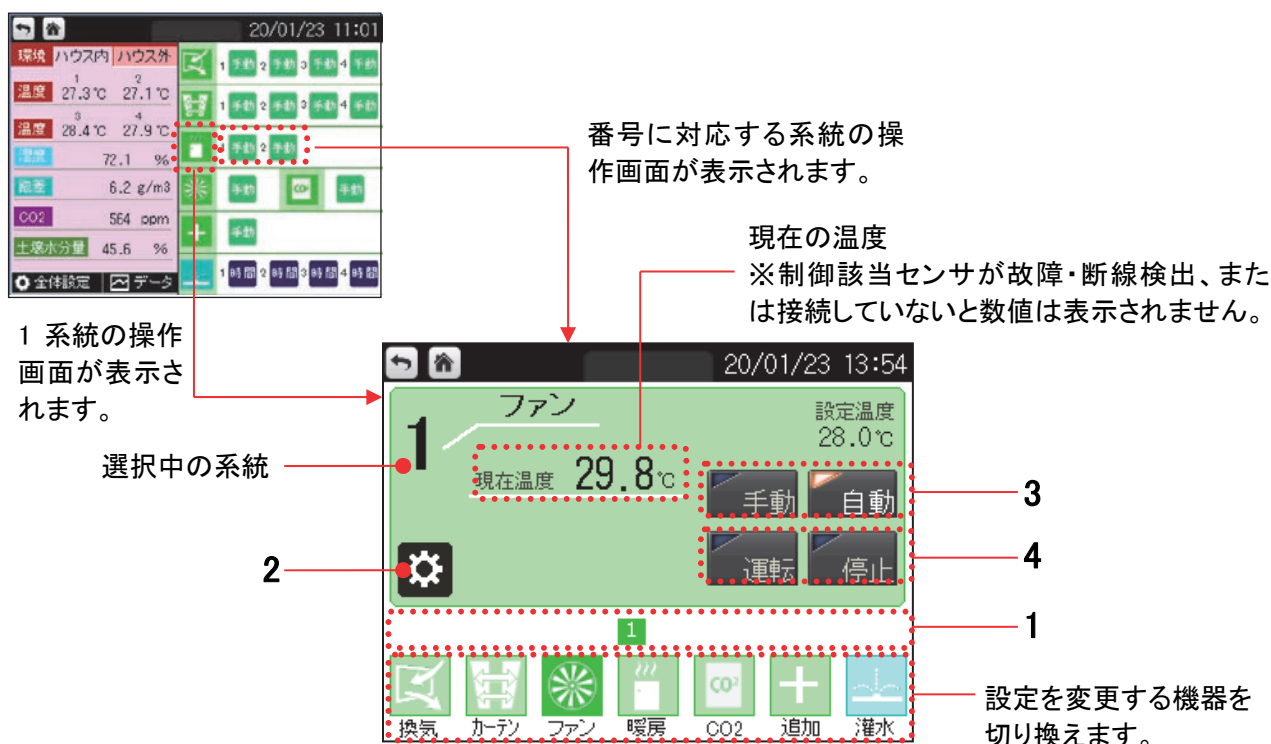 20/01/23 11:01
環境 ハウス内 ハウス外
1 手動 2 手動 3 手動 4 手動
1 2
温度 27.3℃ 27.1℃
1 手動 2 手動 3 手動 4 手動
3 4
温度 28.4℃ 27.9℃
手動 2 手動
72.1 %
飽差 6.2 g/m3
手動 CO² 手動
CO2 564 ppm
手動
土壌水分量 45.6 %
1 時間 2 時間 3 時間 4 時間
全体設定 データ
番号に対応する系統の操
作画面が表示されます。
現在の温度
※制御該当センサが故障・断線検出、また
は接続していないと数値は表示されません。
1 系統の操作
画面が表示さ
れます。
選択中の系統
20/01/23 13:54
1 ファン
設定温度
28.0℃
現在温度 29.8℃
手動 自動
3
運転 停止
4
2
1
1
CO²
換気 カーテン ファン 暖房 CO2 追加 灌水
設定を変更する機器を
切り換えます。